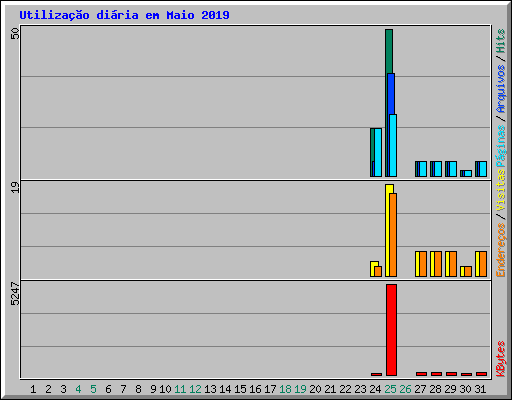 Utilização diária em Maio 2019
50
19
5247
Endereços / Visitas Páginas / Arquivos / Hits
KBytes
1 2 3 4 5 6 7 8 9 10 11 12 13 14 15 16 17 18 19 20 21 22 23 24 25 26 27 28 29 30 31